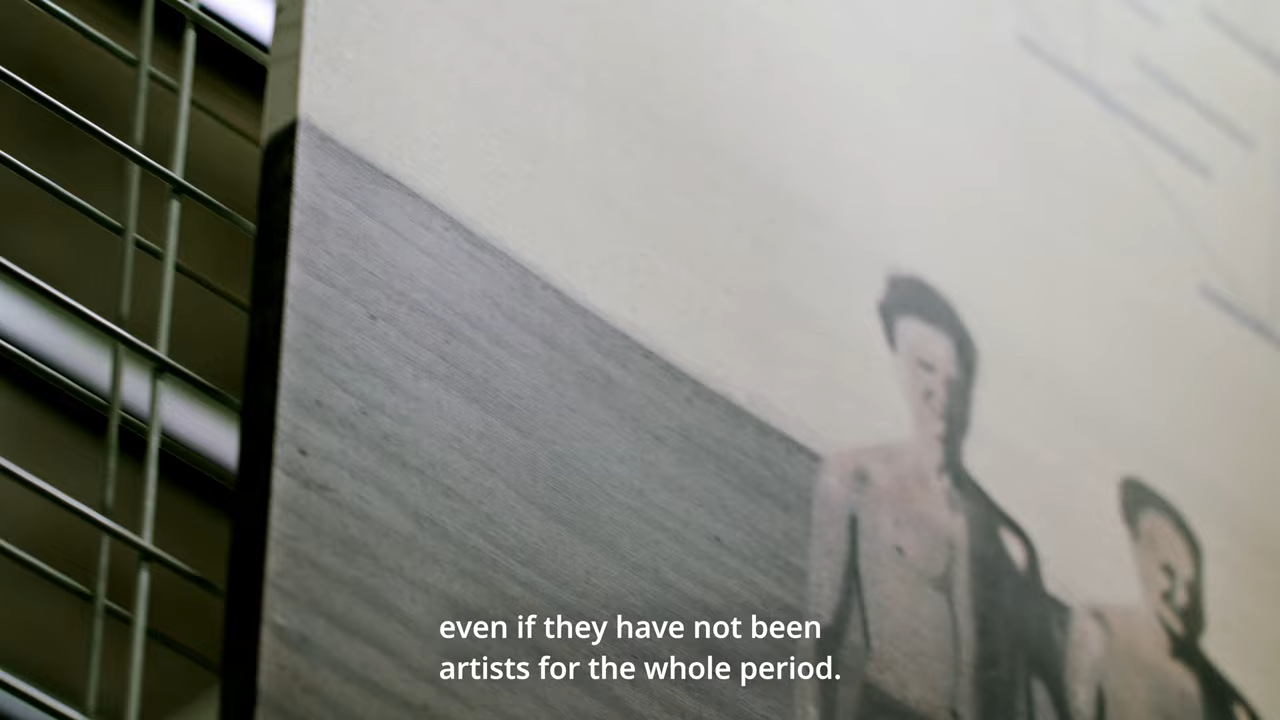 even if they have not been
artists for the whole period.